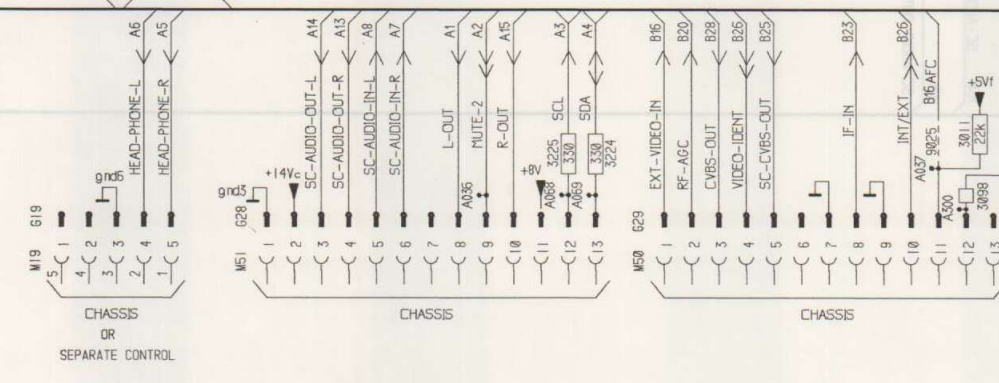 A6
A5
A14
A13
A8
A7
A1
A2
A15
A3
A4
B16
B20
B28
B26
B25
B23
B26
B16 AFC
+5Vf
HEAD-PHONE-L
HEAD-PHONE-R
SC-AUDIO-OUT-L
SC-AUDIO-OUT-R
SC-AUDIO-IN-L
SC-AUDIO-IN-R
L-OUT
MUTE-2
R-OUT
SCL
SDA
3225
330
330
3224
EXT-VIDEO-IN
RF-AGC
CVBS-OUT
VIDEO-IDENT
SC-CVBS-OUT
IF-IN
INT/EXT
9025
3011
22k
A037
3098
gnd6
gnd3
+14Vc
+8V
A036
A068
A069
A300
G19
G28
G29
M19
M51
M50
1 2 3 4 5
5 4 3 2 1
1 2 3 4 5 6 7 8 9 10 11 12 13
1 2 3 4 5 6 7 8 9 10 11 12 13
CHASSIS
OR
SEPARATE CONTROL
CHASSIS
CHASSIS